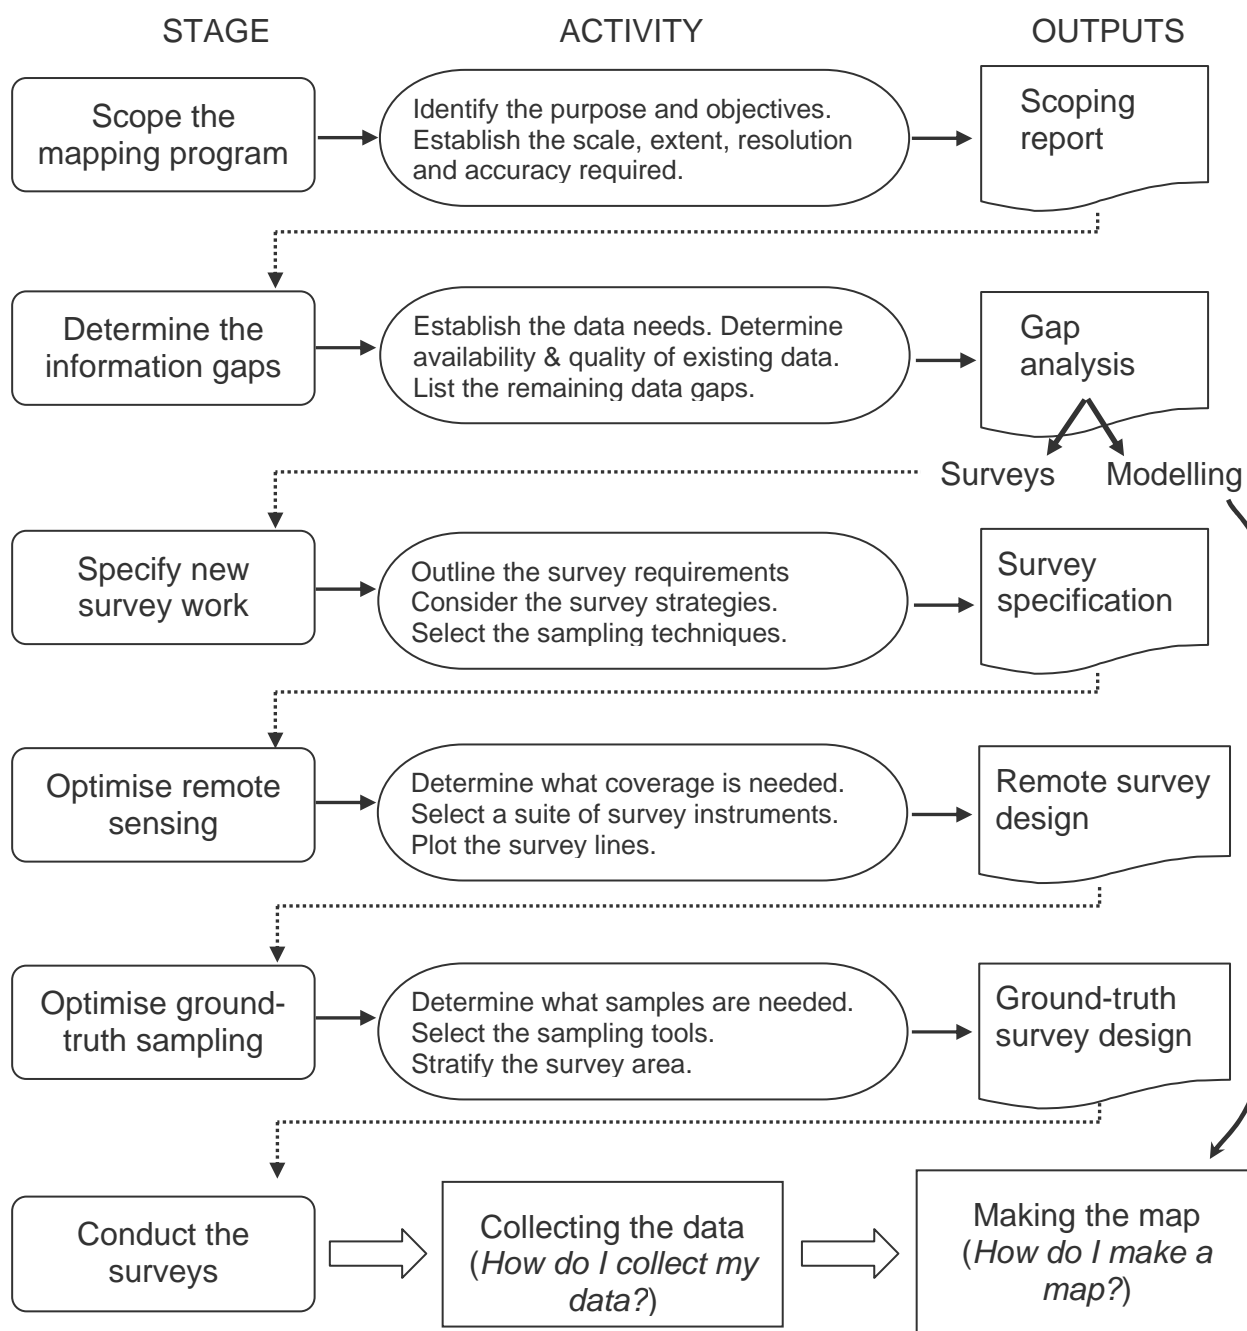 STAGE
ACTIVITY
OUTPUTS
Scope the
mapping program
Identify the purpose and objectives.
Establish the scale, extent, resolution
and accuracy required.
Scoping
report
Determine the
information gaps
Establish the data needs. Determine
availability & quality of existing data.
List the remaining data gaps.
Gap
analysis
Surveys
Modelling
Specify new
survey work
Outline the survey requirements
Consider the survey strategies.
Select the sampling techniques.
Survey
specification
Optimise remote
sensing
Determine what coverage is needed.
Select a suite of survey instruments.
Plot the survey lines.
Remote survey
design
Optimise ground-
truth sampling
Determine what samples are needed.
Select the sampling tools.
Stratify the survey area.
Ground-truth
survey design
Conduct the
surveys
Collecting the data
(How do I collect my
data?)
Making the map
(How do I make a
map?)